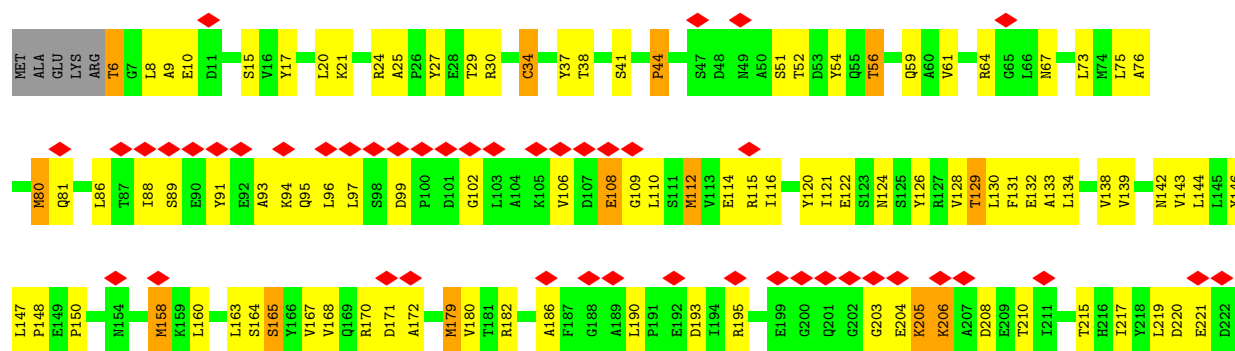 MET ALA GLU LYS ARG T6 G7 L8 A9 E10 D11 S15 V16 Y17 L20 K21 R24 A25 P26 Y27 E28 T29 R30 C34 Y37 T38 S41 P44 S47 D48 N49 A50 S51 T52 D53 Y54 Q55 T56 Q59 A60 V61 R64 G65 L66 N67 L73 M74 L75 A76
M80 Q81 L86 T87 I88 S89 E90 Y91 E92 A93 K94 Q95 L96 L97 S98 D99 P100 D101 G102 L103 A104 K105 V106 D107 E108 G109 L110 S111 M112 V113 E114 R115 I116 Y120 I121 E122 S123 N124 S125 Y126 R127 V128 T129 L130 F131 E132 A133 L134 V138 V139 N142 V143 L144 L145
L147 P148 E149 P150 N154 M158 K159 L160 L163 S164 S165 Y166 V167 V168 Q169 R170 D171 A172 M179 V180 T181 R182 A186 F187 G188 A189 L190 P191 E192 D193 I194 R195 E199 G200 Q201 G202 G203 E204 K205 K206 A207 D208 E209 T210 I211 T215 H216 I217 Y218 L219 D220 E221 D222